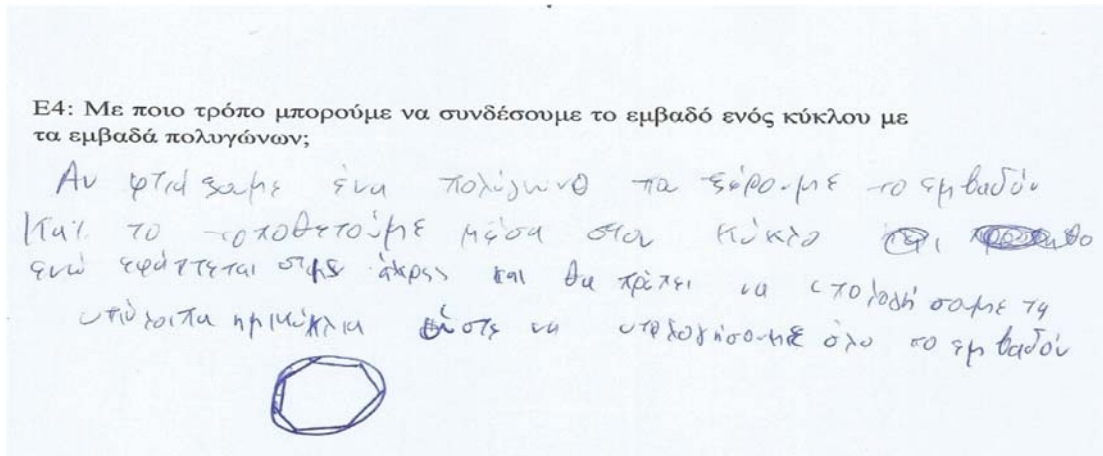 Ε4: Με ποιο τρόπο μπορούμε να συνδέσουμε το εμβαδό ενός κύκλου με
τα εμβαδά πολυγώνων;
Αν φτιάξουμε ένα πολύγωνο πα ξέρουμε το εμβαδόν
Και το τοποθετούμε μέσα στον κύκλο
ενώ εφάπτεται στις άκρες και θα πρέπει να υπολογήσουμε τα
υπόλοιπα ημικύκλια ώστε να υπολογήσουμε όλο το εμβαδόν